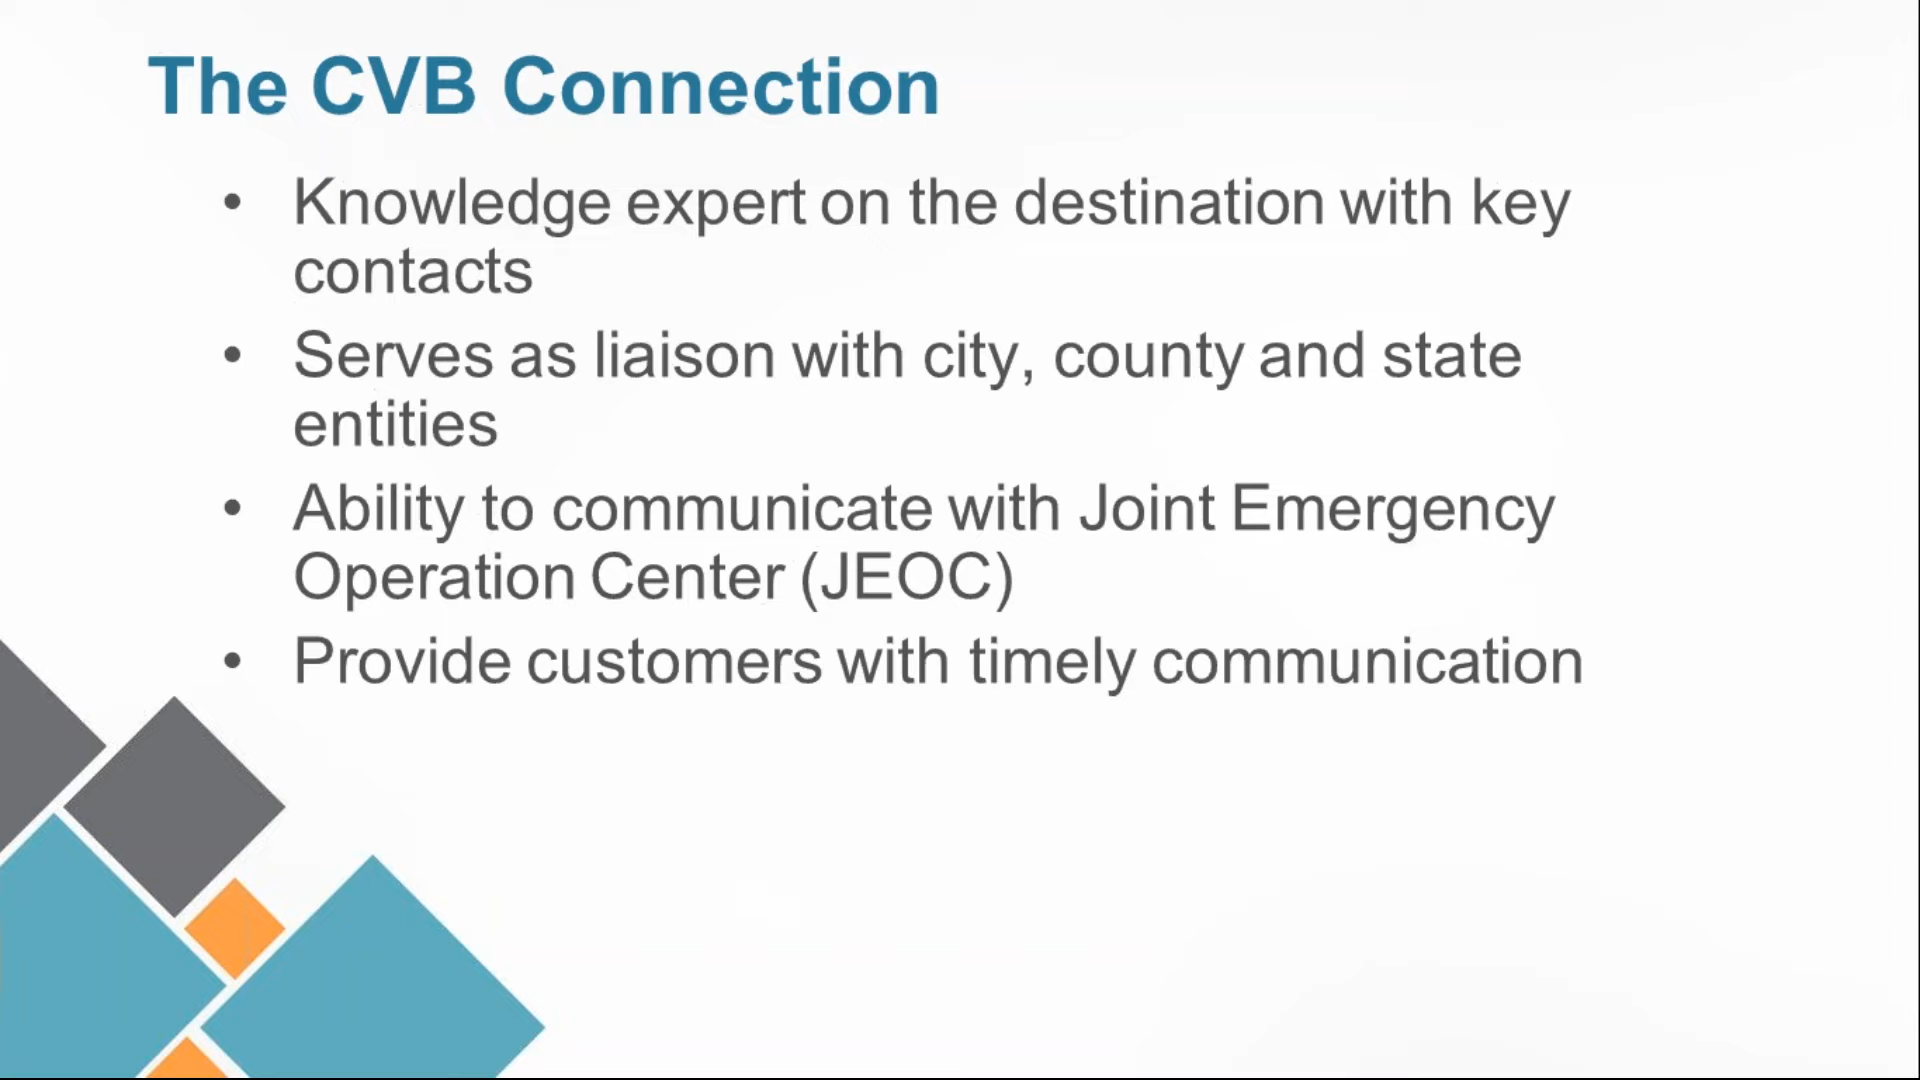 The CVB Connection
• Knowledge expert on the destination with key
contacts
• Serves as liaison with city, county and state
entities
• Ability to communicate with Joint Emergency
Operation Center (JEOC)
• Provide customers with timely communication